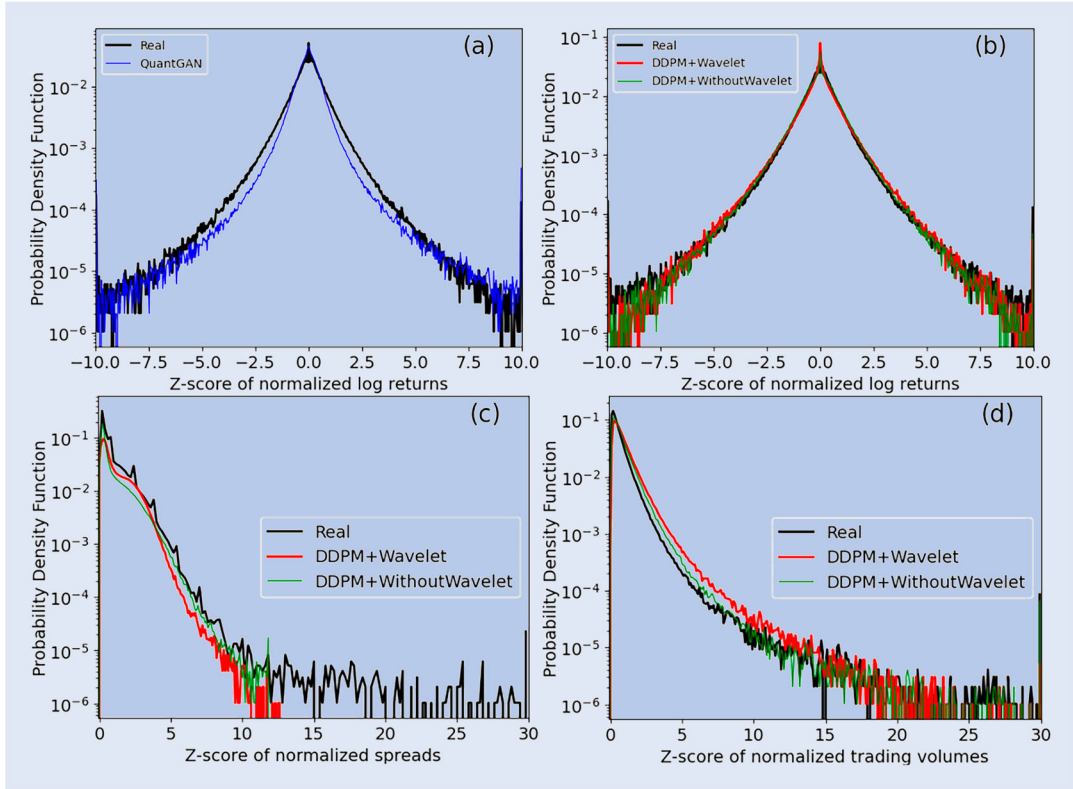 (a)
Real
QuantGAN
Probability Density Function
10⁻²
10⁻³
10⁻⁴
10⁻⁵
10⁻⁶
−10.0 −7.5 −5.0 −2.5 0.0 2.5 5.0 7.5 10.0
Z-score of normalized log returns
(b)
Real
DDPM+Wavelet
DDPM+WithoutWavelet
Probability Density Function
10⁻¹
10⁻²
10⁻³
10⁻⁴
10⁻⁵
10⁻⁶
−10.0 −7.5 −5.0 −2.5 0.0 2.5 5.0 7.5 10.0
Z-score of normalized log returns
(c)
Real
DDPM+Wavelet
DDPM+WithoutWavelet
Probability Density Function
10⁻¹
10⁻²
10⁻³
10⁻⁴
10⁻⁵
10⁻⁶
0 5 10 15 20 25 30
Z-score of normalized spreads
(d)
Real
DDPM+Wavelet
DDPM+WithoutWavelet
Probability Density Function
10⁻¹
10⁻²
10⁻³
10⁻⁴
10⁻⁵
10⁻⁶
0 5 10 15 20 25 30
Z-score of normalized trading volumes